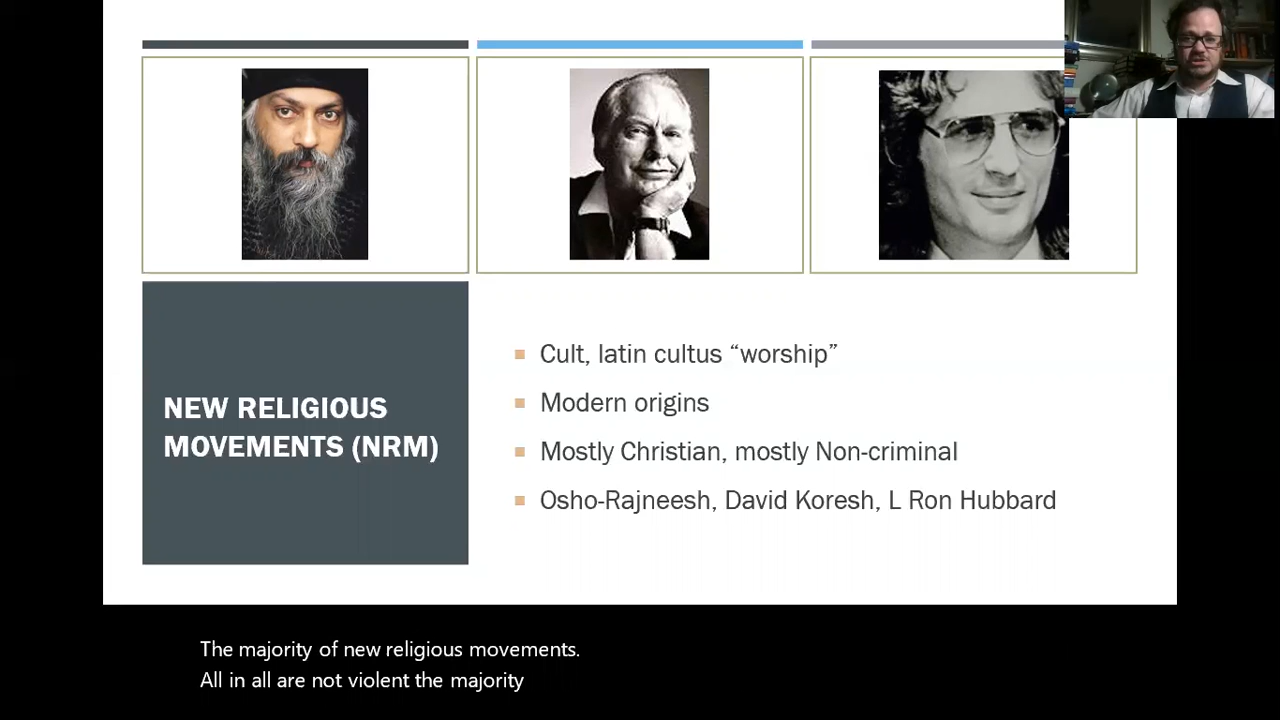 NEW RELIGIOUS
MOVEMENTS (NRM)
Cult, latin cultus “worship”
Modern origins
Mostly Christian, mostly Non-criminal
Osho-Rajneesh, David Koresh, L Ron Hubbard
The majority of new religious movements.
All in all are not violent the majority